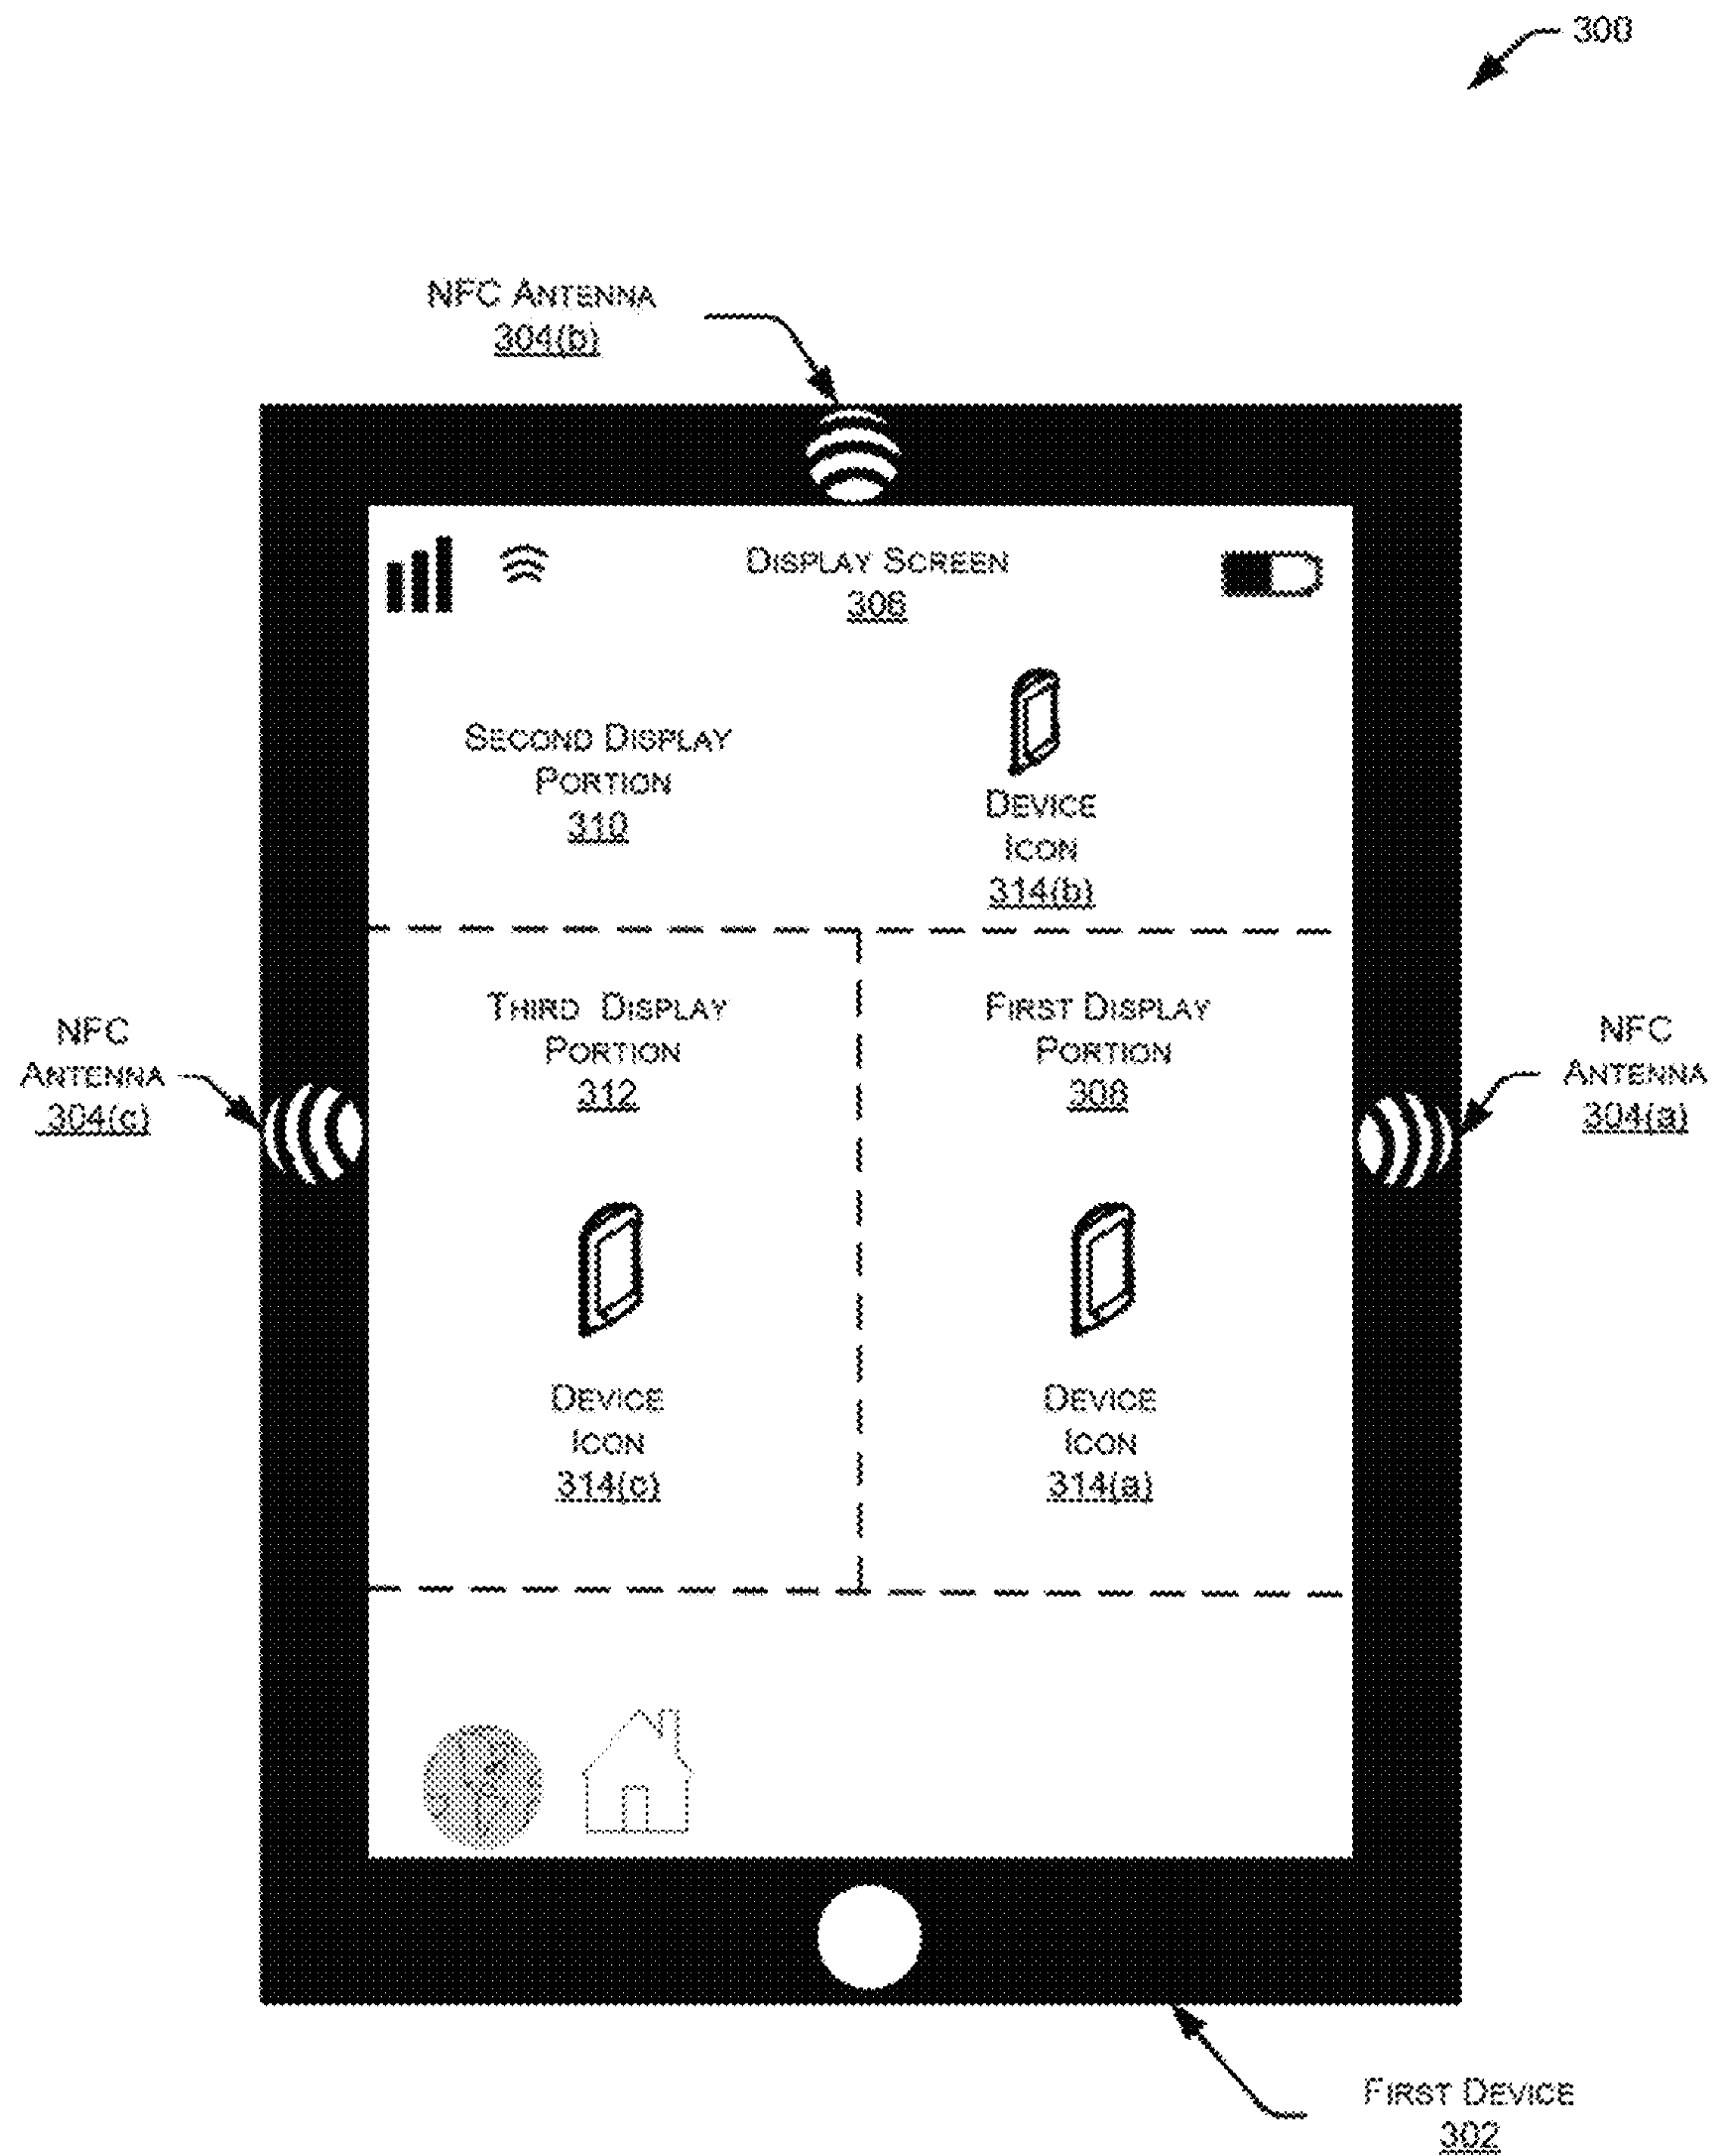 300
NFC ANTENNA
304(b)
DISPLAY SCREEN
306
SECOND DISPLAY
PORTION
310
DEVICE
ICON
314(b)
NFC
ANTENNA
304(c)
THIRD DISPLAY
PORTION
312
FIRST DISPLAY
PORTION
308
NFC
ANTENNA
304(a)
DEVICE
ICON
314(c)
DEVICE
ICON
314(a)
FIRST DEVICE
302